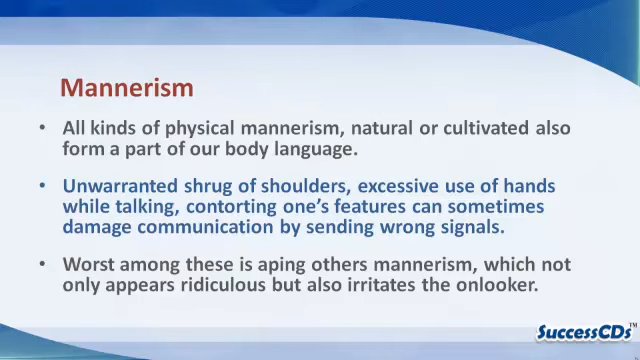 Mannerism
• All kinds of physical mannerism, natural or cultivated also
form a part of our body language.
• Unwarranted shrug of shoulders, excessive use of hands
while talking, contorting one's features can sometimes
damage communication by sending wrong signals.
• Worst among these is aping others mannerism, which not
only appears ridiculous but also irritates the onlooker.
SuccessCDs™